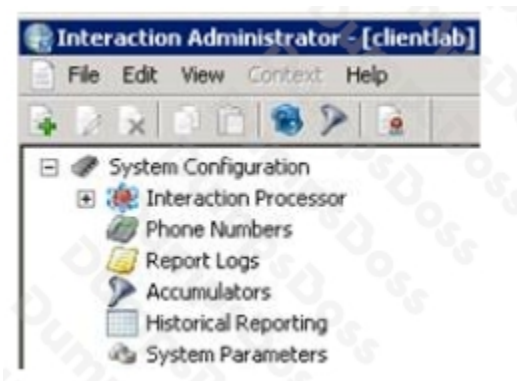 Interaction Administrator - [clientlab]
File Edit View Context Help
System Configuration
Interaction Processor
Phone Numbers
Report Logs
Accumulators
Historical Reporting
System Parameters
DumpsDoss